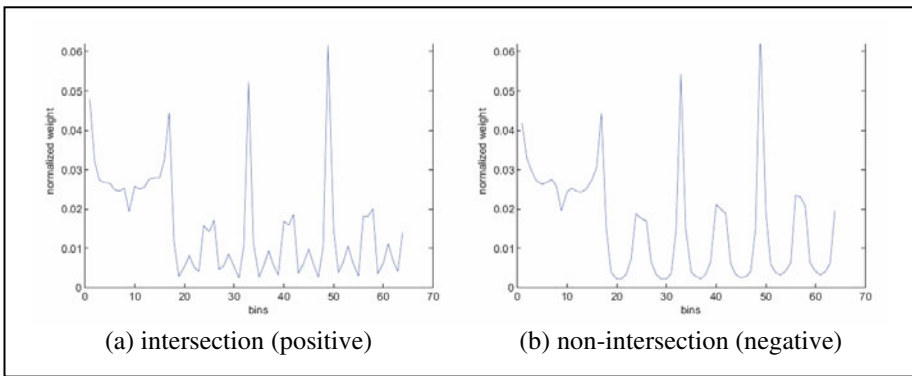 0.06
0.05
0.04
0.03
0.02
0.01
0
normalized weight
0 10 20 30 40 50 60 70
bins
(a) intersection (positive)
0.06
0.05
0.04
0.03
0.02
0.01
0
normalized weight
0 10 20 30 40 50 60 70
bins
(b) non-intersection (negative)